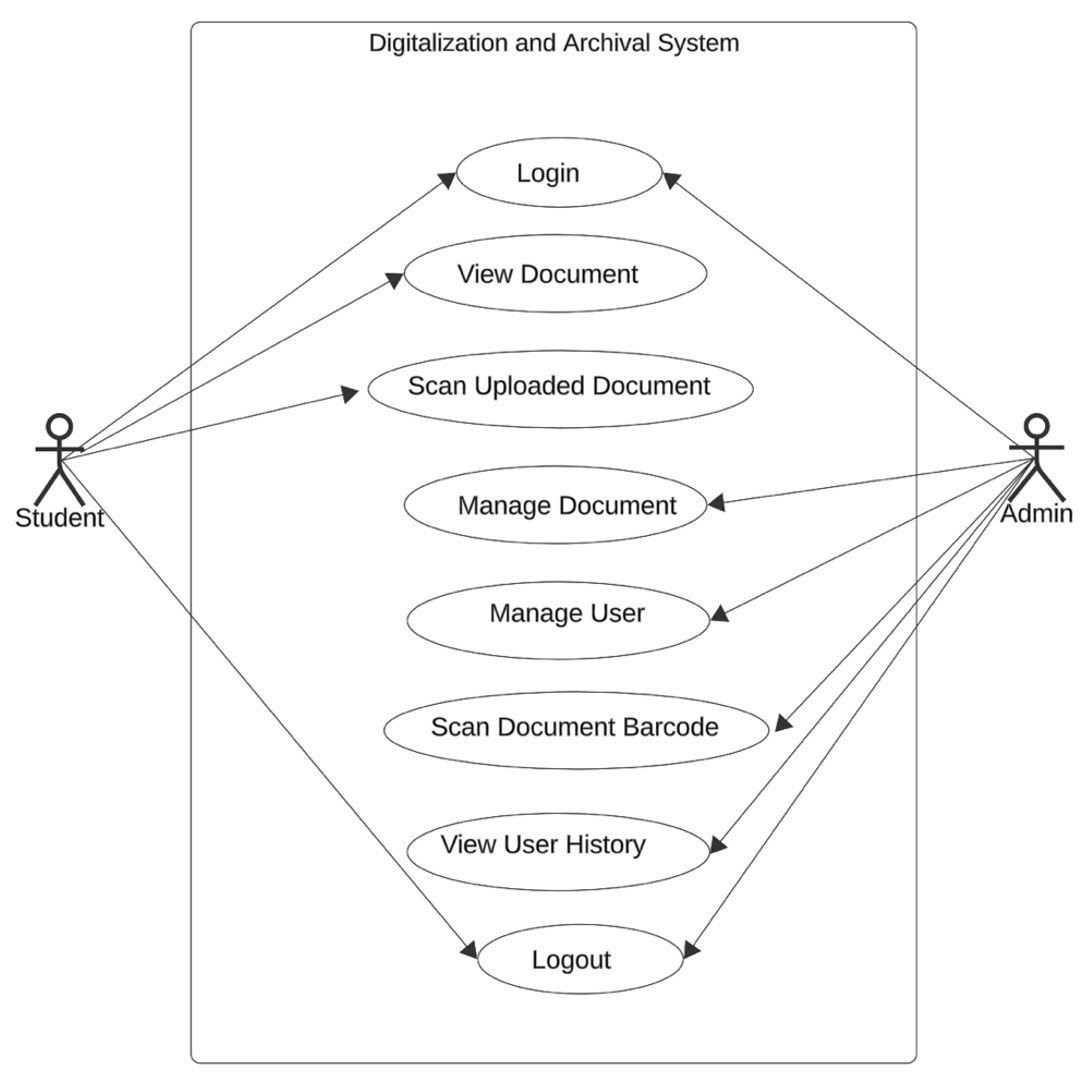 Digitalization and Archival System
Login
View Document
Scan Uploaded Document
Student
Admin
Manage Document
Manage User
Scan Document Barcode
View User History
Logout